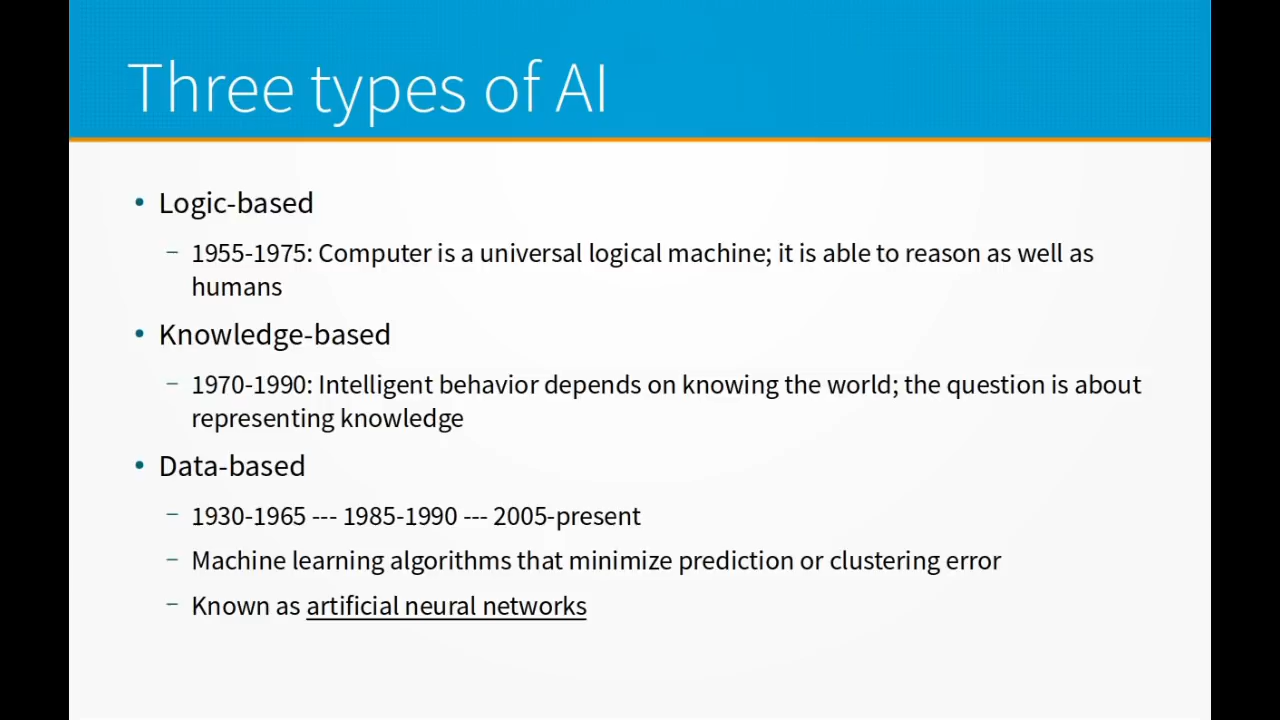 Three types of AI
• Logic-based
– 1955-1975: Computer is a universal logical machine; it is able to reason as well as
humans
• Knowledge-based
– 1970-1990: Intelligent behavior depends on knowing the world; the question is about
representing knowledge
• Data-based
– 1930-1965 --- 1985-1990 --- 2005-present
– Machine learning algorithms that minimize prediction or clustering error
– Known as artificial neural networks